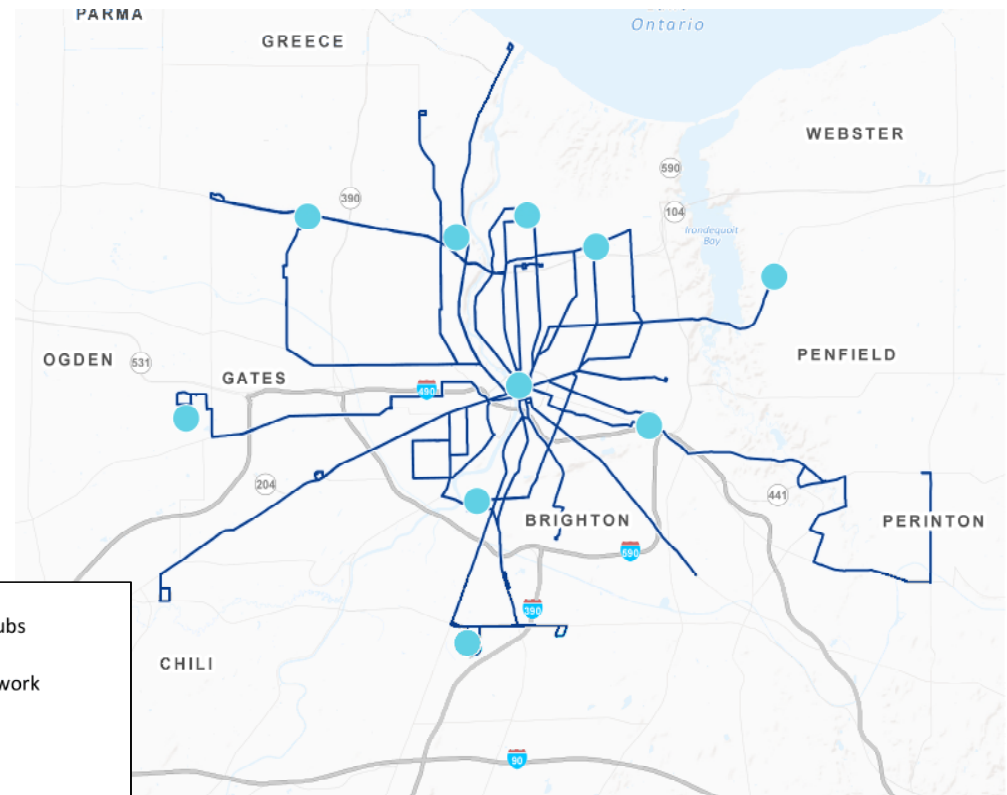 PARMA
Ontario
GREECE
WEBSTER
590
390
104
Irondequoit
Bay
OGDEN
531
PENFIELD
GATES
490
204
441
BRIGHTON
PERINTON
590
390
ubs
CHILI
work
90